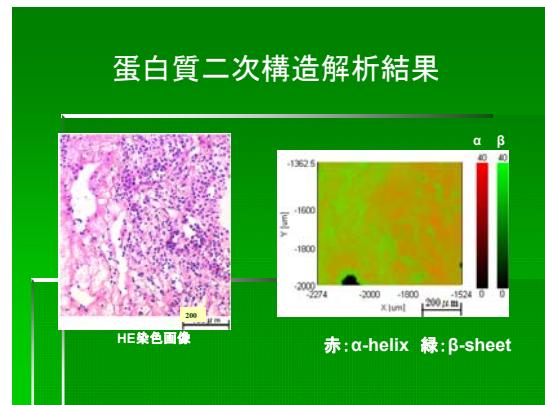 蛋白質二次構造解析結果
α β
40 40
-1362.5
-1600
-1800
-2000
Y [um]
0 0
-2274 -2000 -1800 -1524
X [um]
200μm
200
μm
HE染色画像
赤:α-helix 緑:β-sheet